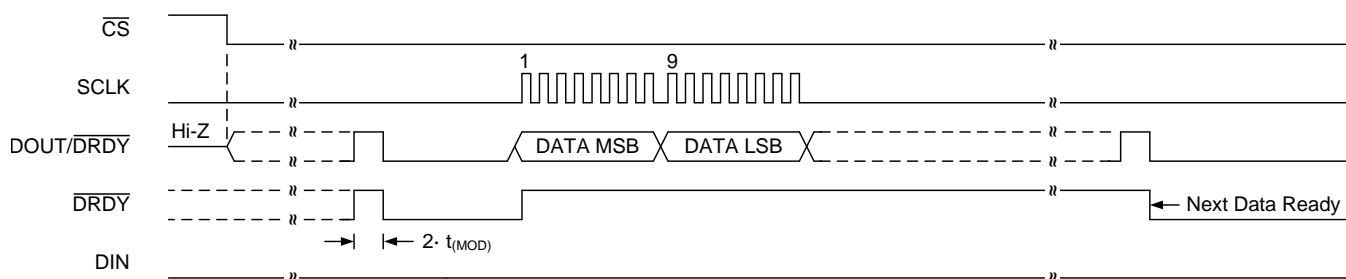 CS
SCLK
1
9
Hi-Z
DOUT/DRDY
DATA MSB
DATA LSB
DRDY
Next Data Ready
2· t(MOD)
DIN